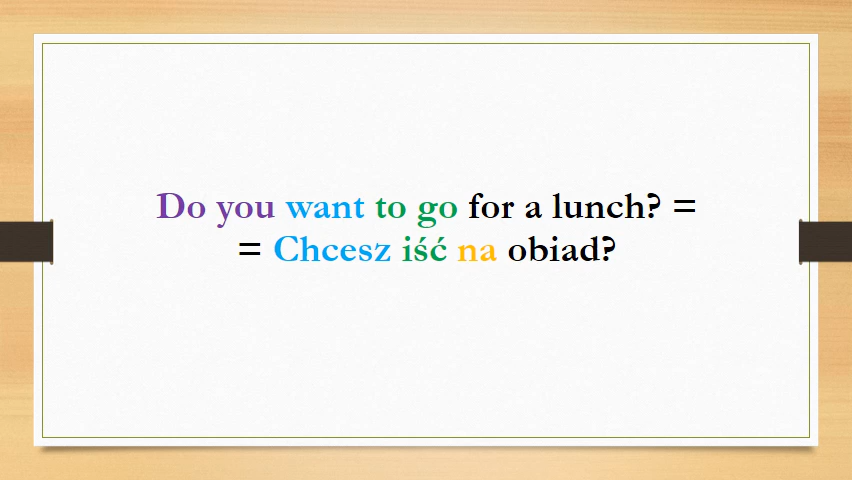 Do you want to go for a lunch? =
= Chcesz iść na obiad?